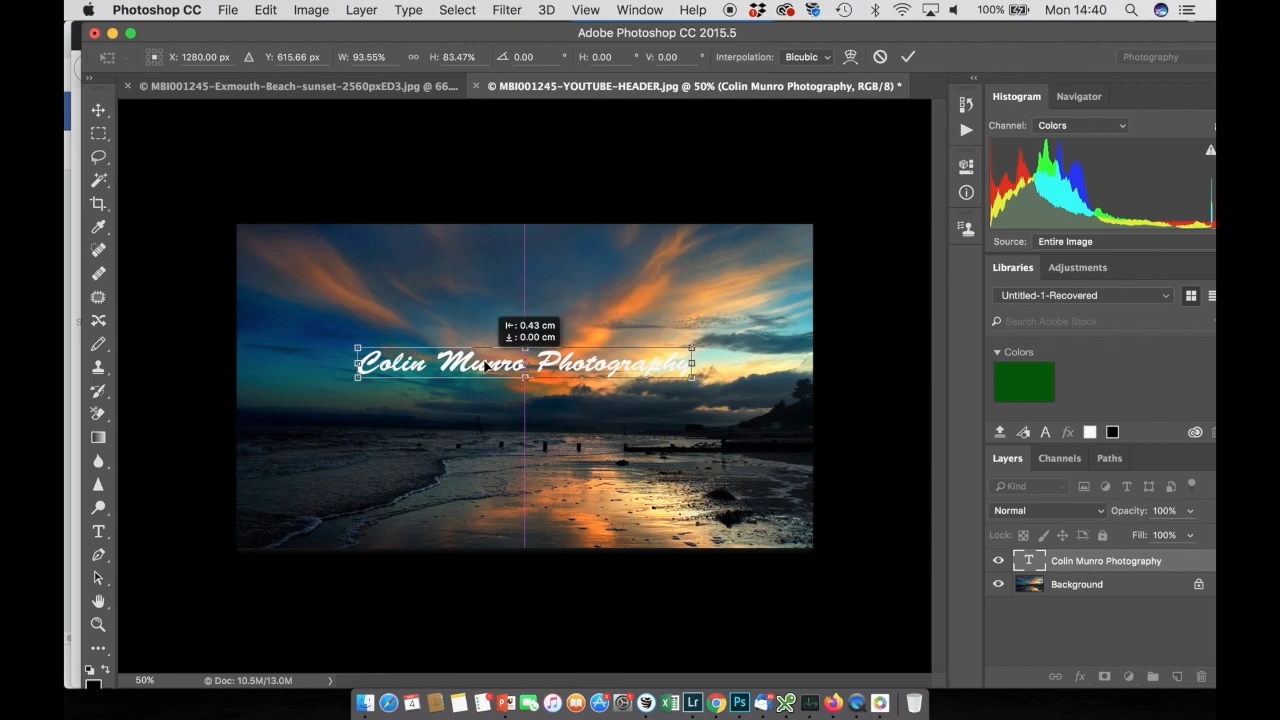 Photoshop CC File Edit Image Layer Type Select Filter 3D View Window Help 100% Mon 14:40
Adobe Photoshop CC 2015.5
X: 1280.00 px Y: 615.66 px W: 93.55% H: 83.47% 0.00 ° H: 0.00 ° V: 0.00 ° Interpolation: Bicubic Photography
© MBI001245-Exmouth-Beach-sunset-2560pxED3.jpg @ 66.... © MBI001245-YOUTUBE-HEADER.jpg @ 50% (Colin Munro Photography, RGB/8) *
Histogram Navigator
Channel: Colors
Source: Entire Image
Libraries Adjustments
Untitled-1-Recovered
Search Adobe Stock
0.43 cm
0.00 cm
Colin Munro Photography
Colors
Layers Channels Paths
Kind
Normal Opacity: 100%
Lock: Fill: 100%
Colin Munro Photography
Background
50% © Doc: 10.5M/13.0M